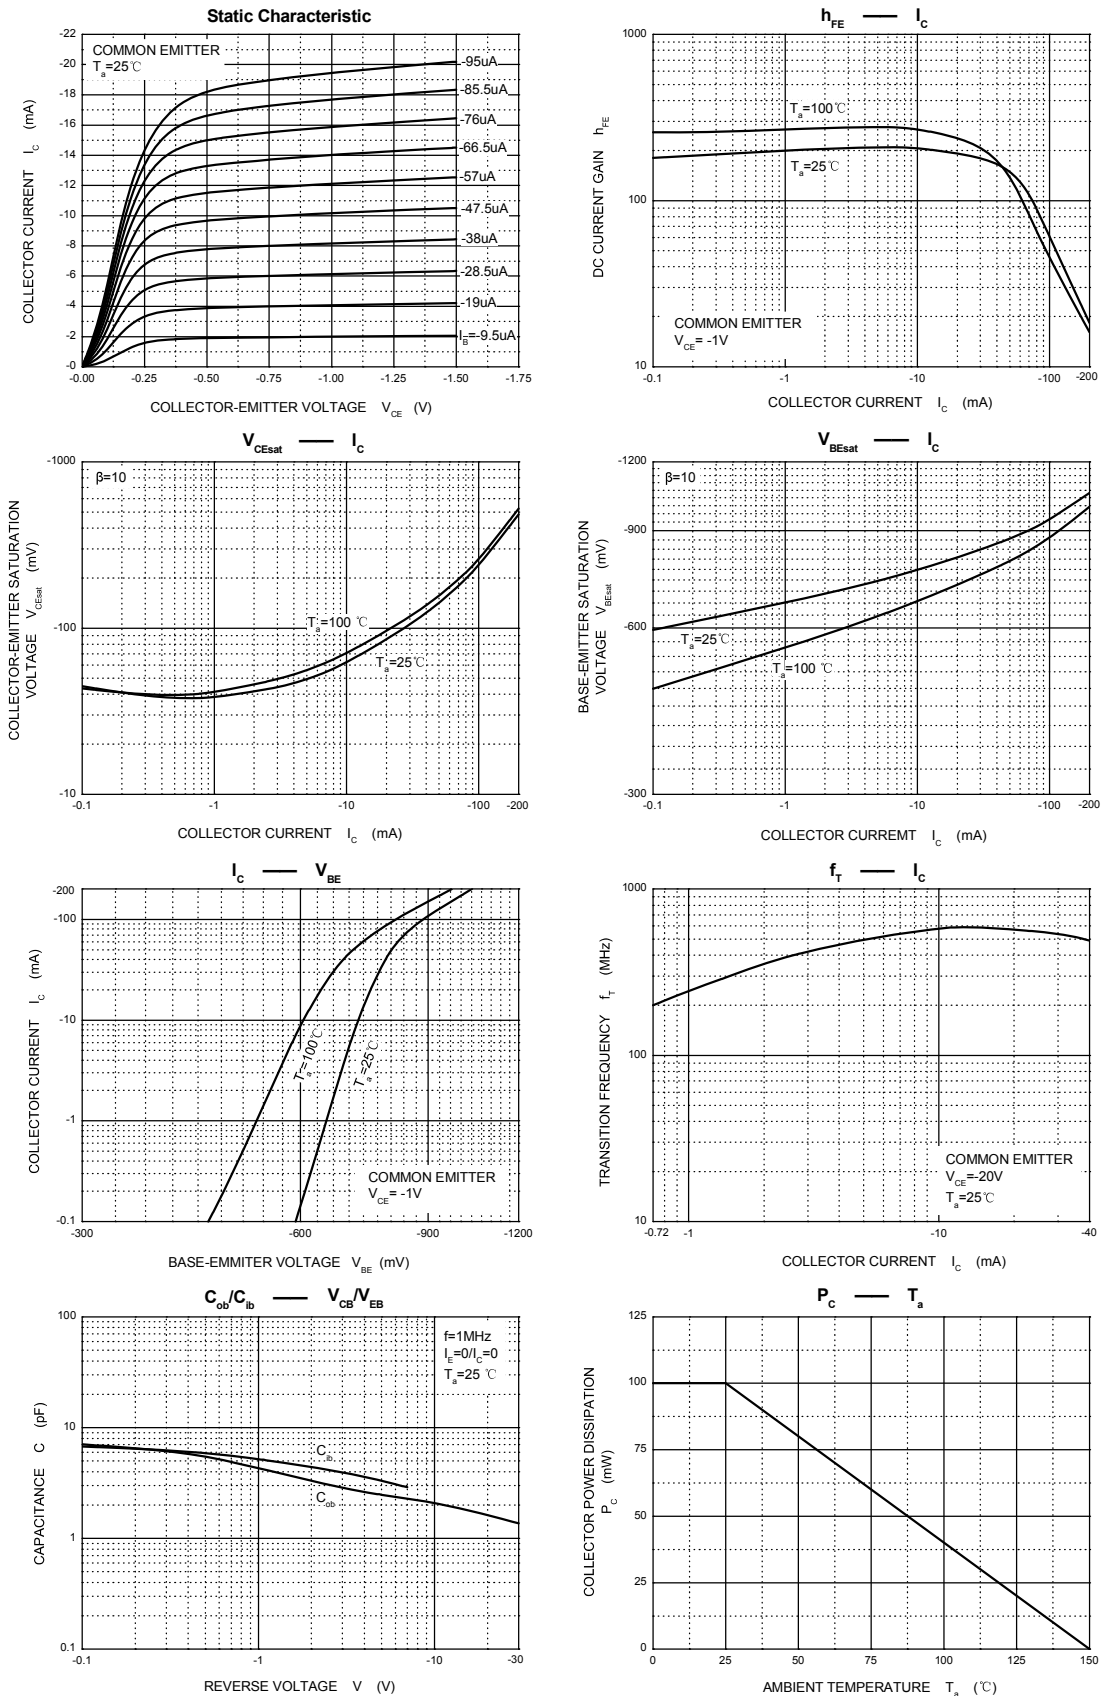 Static Characteristic
COMMON EMITTER
Ta=25℃
-22
-20
-18
-16
-14
-12
-10
-8
-6
-4
-2
-0
-0.00
-0.25
-0.50
-0.75
-1.00
-1.25
-1.50
-1.75
-95uA
-85.5uA
-76uA
-66.5uA
-57uA
-47.5uA
-38uA
-28.5uA
-19uA
IB=-9.5uA
COLLECTOR CURRENT IC (mA)
COLLECTOR-EMITTER VOLTAGE VCE (V)
hFE —— IC
1000
100
10
Ta=100℃
Ta=25℃
COMMON EMITTER
VCE= -1V
-0.1
-1
-10
-100
-200
DC CURRENT GAIN hFE
COLLECTOR CURRENT IC (mA)
VCEsat —— IC
β=10
-1000
-100
-10
Ta=100 ℃
Ta=25℃
-0.1
-1
-10
-100
-200
COLLECTOR-EMITTER SATURATION
VOLTAGE VCEsat (mV)
COLLECTOR CURRENT IC (mA)
VBEsat —— IC
β=10
-1200
-900
-600
-300
Ta=25℃
Ta=100 ℃
-0.1
-1
-10
-100
-200
BASE-EMITTER SATURATION
VOLTAGE VBEsat (mV)
COLLECTOR CURREMT IC (mA)
IC —— VBE
-200
-100
-10
-1
-0.1
Ta=100℃
Ta=25℃
COMMON EMITTER
VCE= -1V
-300
-600
-900
-1200
COLLECTOR CURRENT IC (mA)
BASE-EMMITER VOLTAGE VBE (mV)
fT —— IC
1000
100
10
COMMON EMITTER
VCE=-20V
Ta=25℃
-0.72
-1
-10
-40
TRANSITION FREQUENCY fT (MHz)
COLLECTOR CURRENT IC (mA)
Cob/Cib —— VCB/VEB
100
10
1
0.1
f=1MHz
IE=0/IC=0
Ta=25 ℃
Cib
Cob
-0.1
-1
-10
-30
CAPACITANCE C (pF)
REVERSE VOLTAGE V (V)
PC —— Ta
125
100
75
50
25
0
0
25
50
75
100
125
150
COLLECTOR POWER DISSIPATION
PC (mW)
AMBIENT TEMPERATURE Ta (℃)